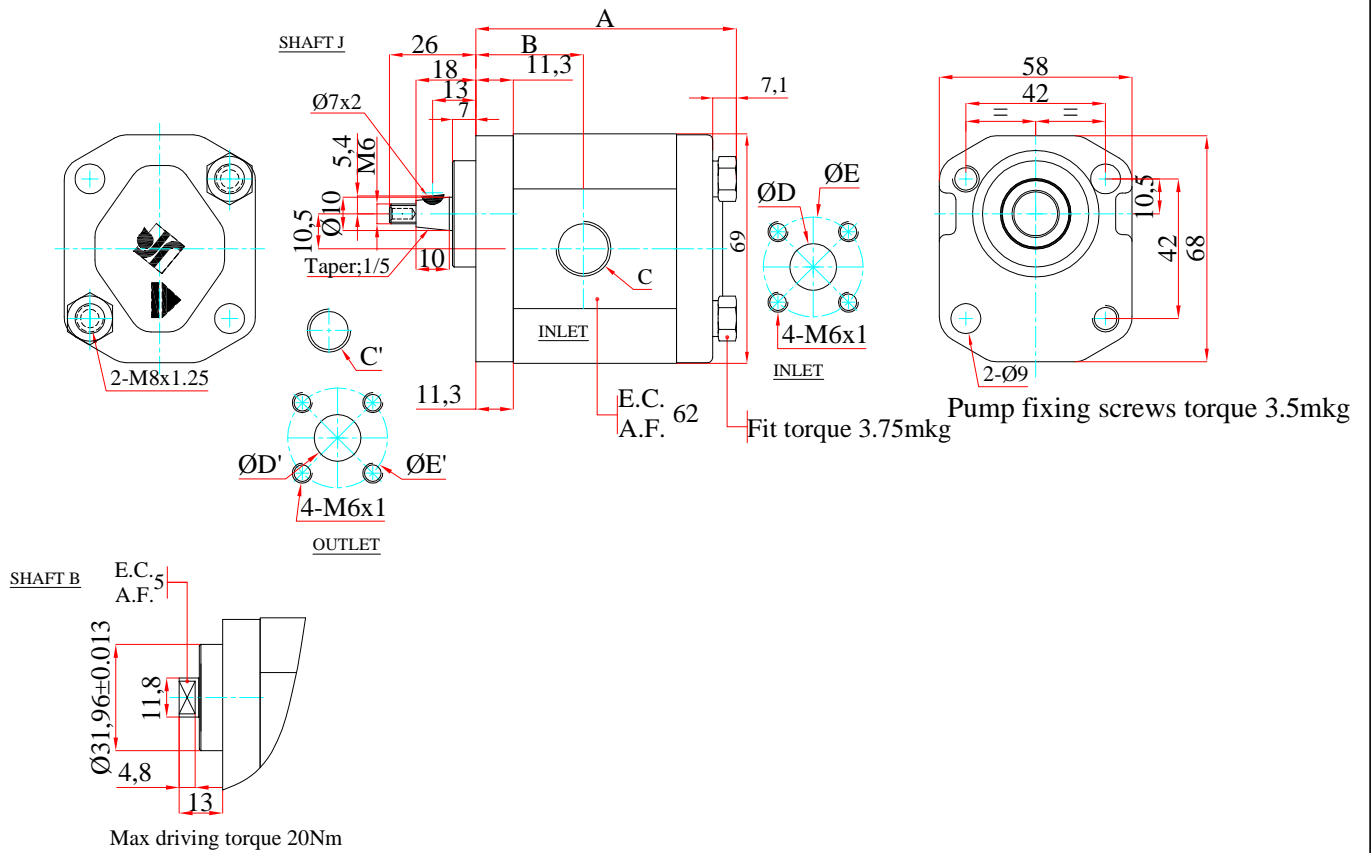 A
SHAFT J
26
B
18
11,3
13
7
7,1
58
42
=
=
Ø7x2
5,4
M6
Ø10
10,5
Taper;1/5
10
ØE
ØD
69
C
INLET
4-M6x1
INLET
10,5
42
68
2-Ø9
Pump fixing screws torque 3.5mkg
C'
2-M8x1.25
11,3
E.C.
A.F. 62
Fit torque 3.75mkg
ØD'
ØE'
4-M6x1
OUTLET
SHAFT B
E.C.
A.F. 5
Ø31,96±0.013
11,8
4,8
13
Max driving torque 20Nm